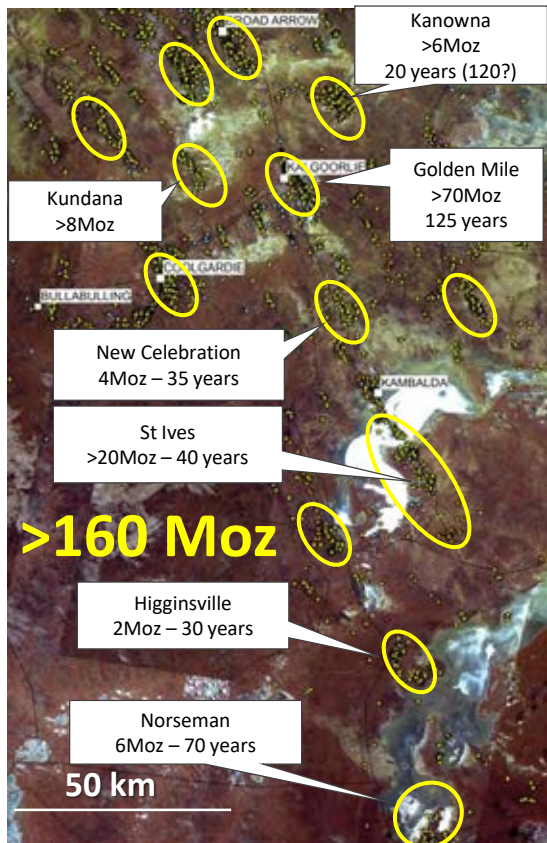 BROAD ARROW
Kanowna
>6Moz
20 years (120?)
KALGOORLIE
Golden Mile
>70Moz
125 years
Kundana
>8Moz
COOLGARDIE
BULLABULLING
New Celebration
4Moz – 35 years
KAMBALDA
St Ives
>20Moz – 40 years
>160 Moz
Higginsville
2Moz – 30 years
Norseman
6Moz – 70 years
50 km